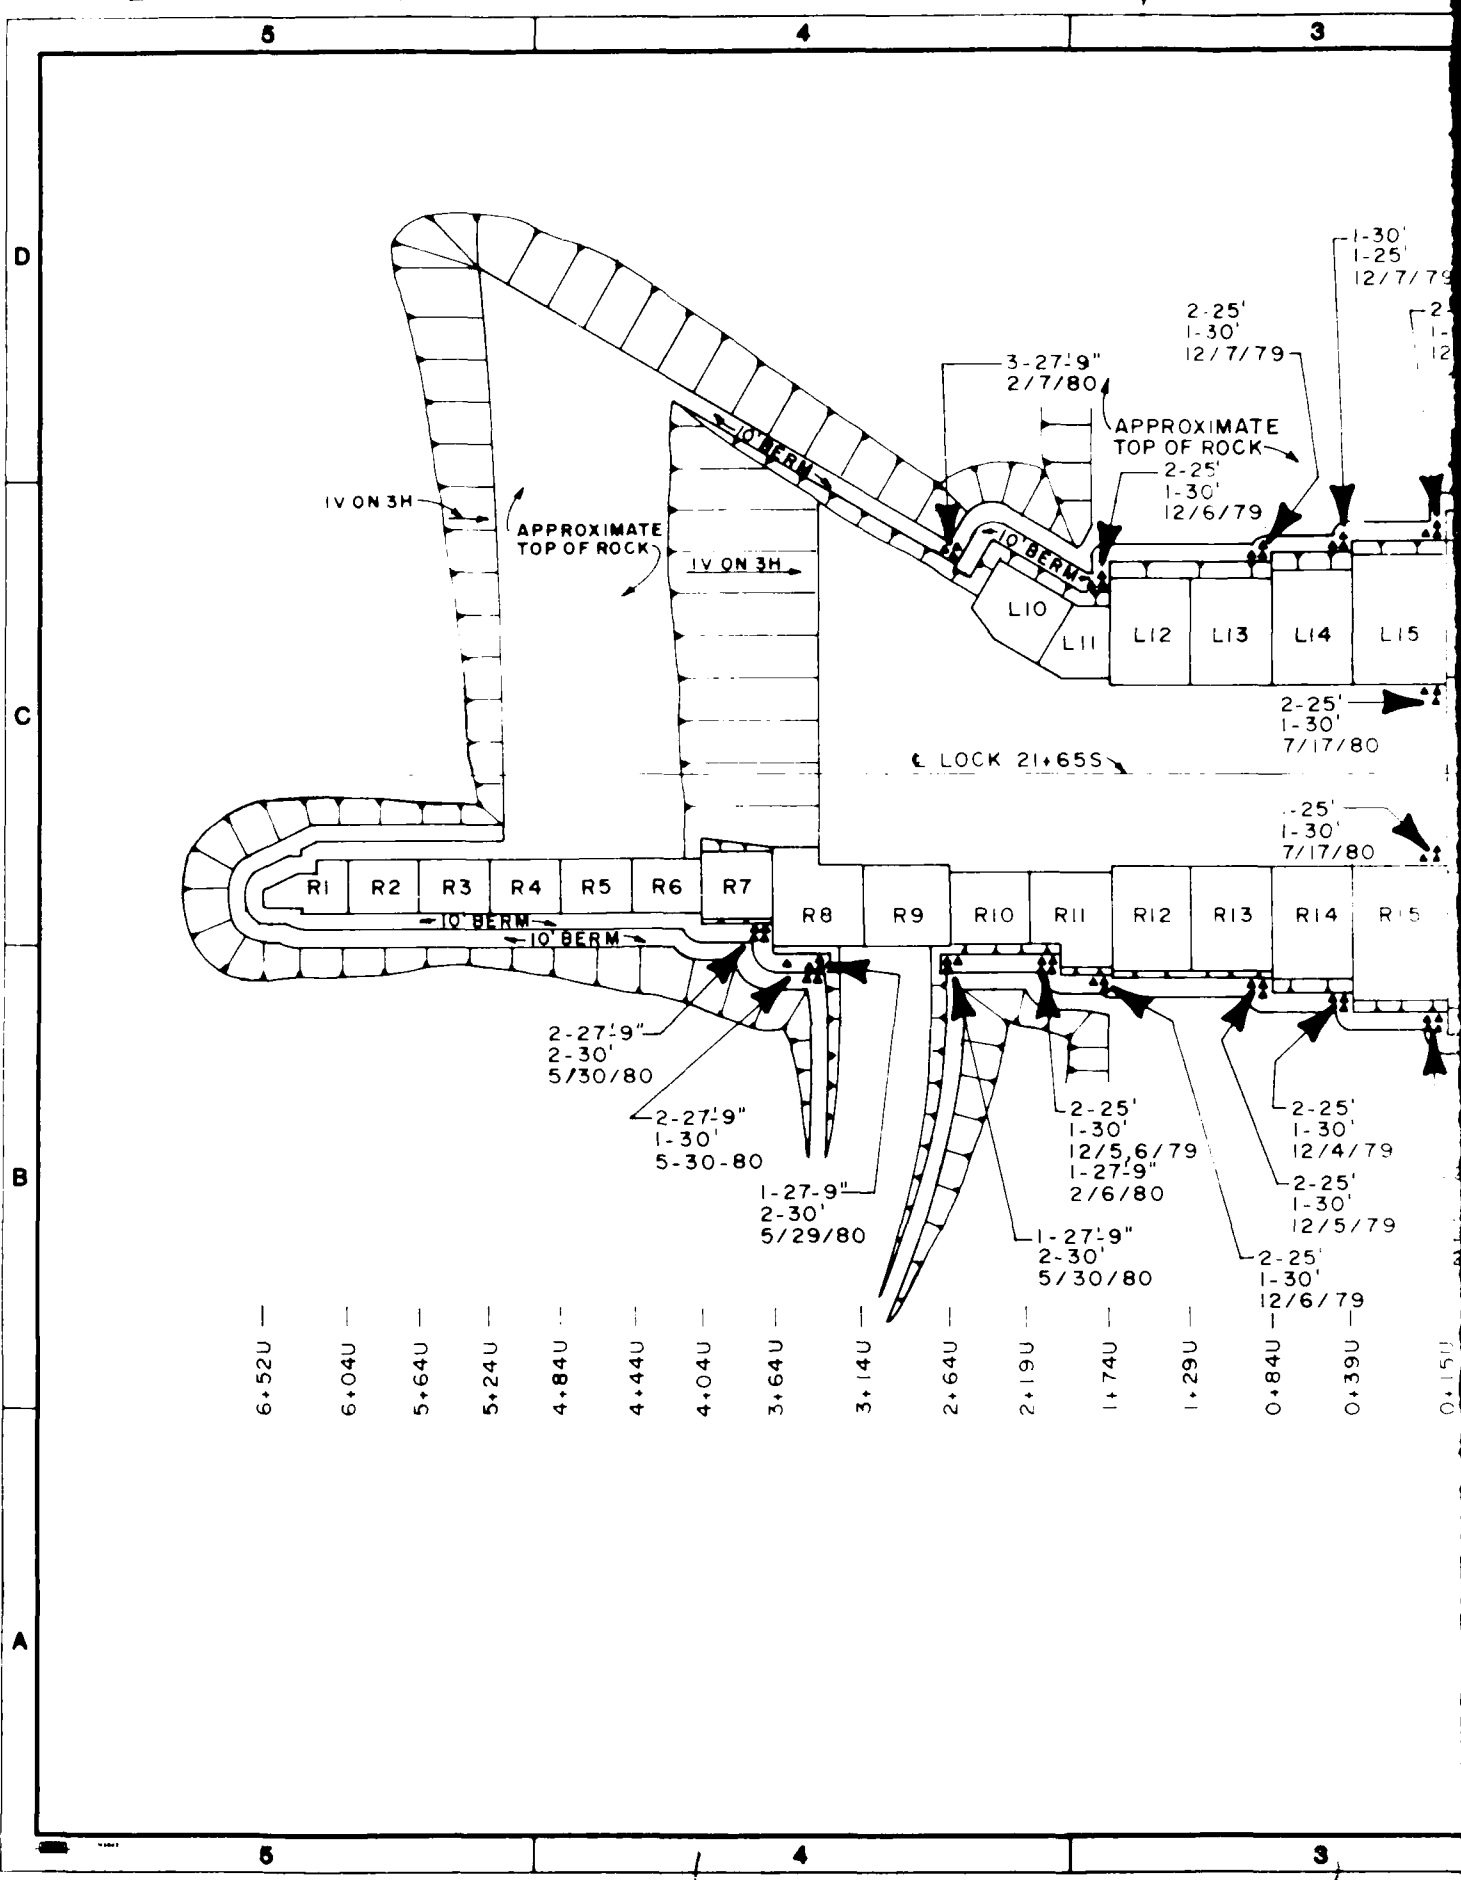 5
4
3
D
1-30'
1-25'
12/7/79
2-25'
1-30'
12/7/79
3-27'-9"
2/7/80
APPROXIMATE
TOP OF ROCK
2-25'
1-30'
12/6/79
10' BERM
1V ON 3H
APPROXIMATE
TOP OF ROCK
1V ON 3H
10' BERM
L10
L11
L12
L13
L14
L15
C
2-25'
1-30'
7/17/80
℄ LOCK 21+65S
-25'
1-30'
7/17/80
R1
R2
R3
R4
R5
R6
R7
R8
R9
R10
R11
R12
R13
R14
R15
10' BERM
10' BERM
2-27'-9"
2-30'
5/30/80
2-27'-9"
1-30'
5-30-80
1-27-9"
2-30'
5/29/80
2-25'
1-30'
12/5,6/79
1-27'-9"
2/6/80
2-25'
1-30'
12/4/79
2-25'
1-30'
12/5/79
1-27'-9"
2-30'
5/30/80
2-25'
1-30'
12/6/79
B
6+52U
6+04U
5+64U
5+24U
4+84U
4+44U
4+04U
3+64U
3+14U
2+64U
2+19U
1+74U
1+29U
0+84U
0+39U
0+15U
A
5
4
3